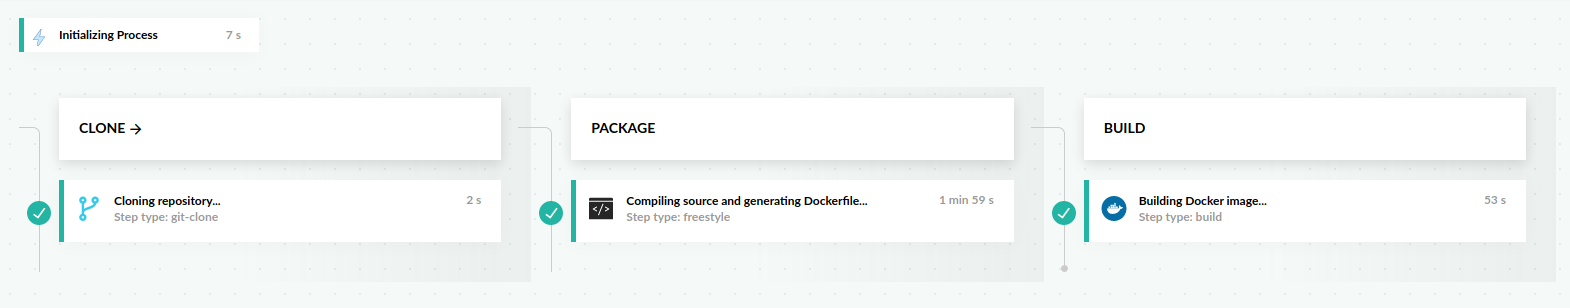 Initializing Process 7 s
CLONE →
Cloning repository... 2 s
Step type: git-clone
PACKAGE
</> Compiling source and generating Dockerfile... 1 min 59 s
Step type: freestyle
BUILD
Building Docker image... 53 s
Step type: build